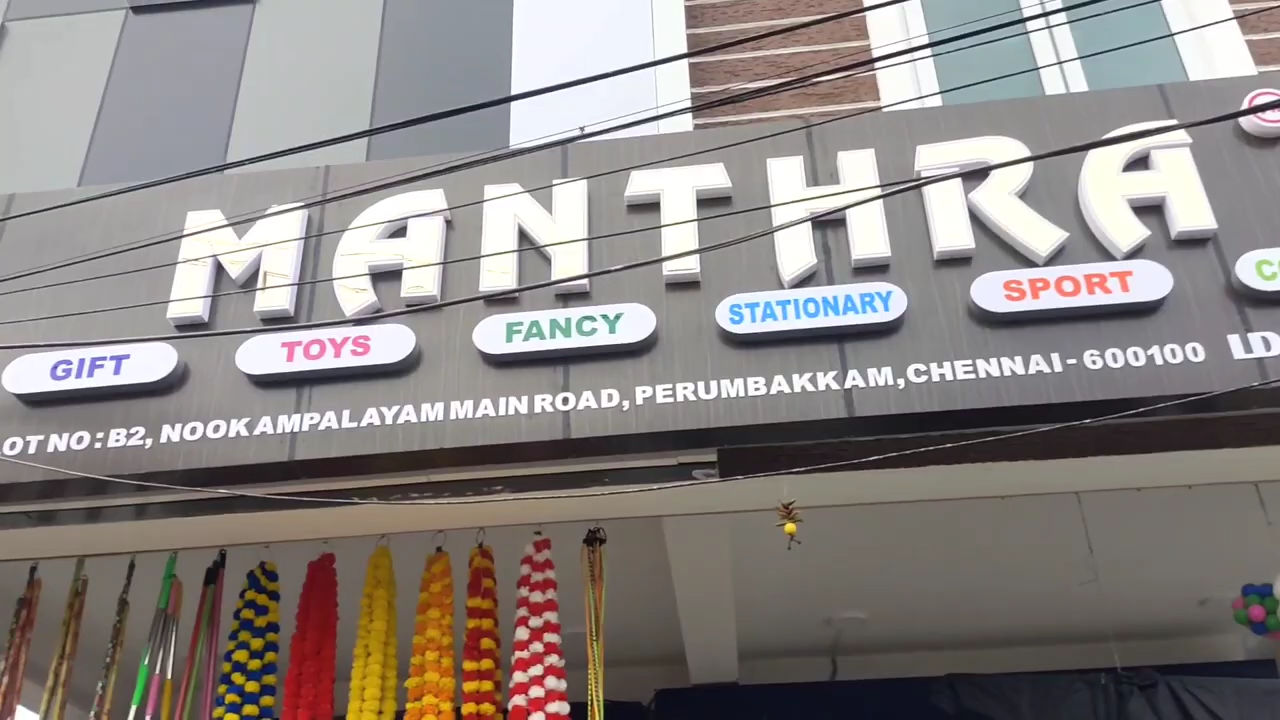 MANTHRA
GIFT
TOYS
FANCY
STATIONARY
SPORT
OT NO : B2, NOOKAMPALAYAM MAIN ROAD, PERUMBAKKAM, CHENNAI - 600100